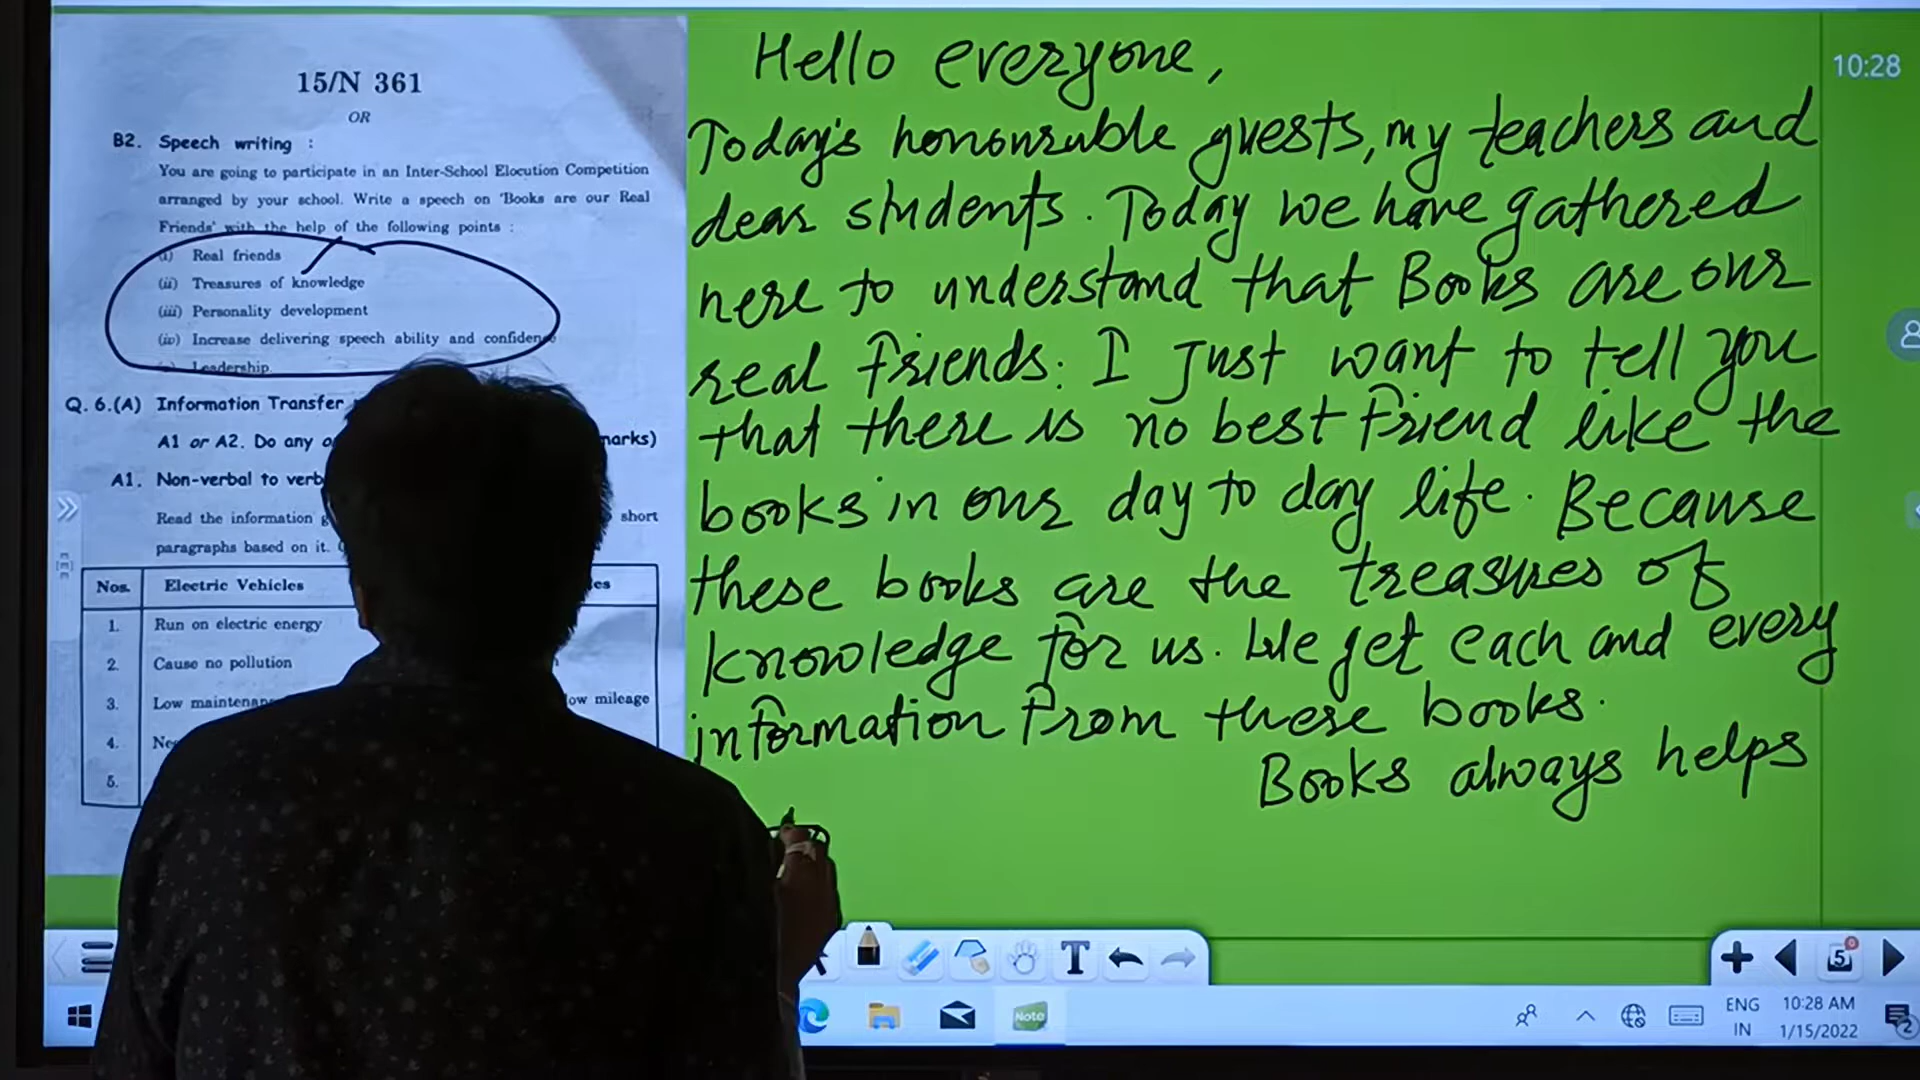 15/N 361
OR
B2. Speech writing :
You are going to participate in an Inter-School Elocution Competition
arranged by your school. Write a speech on 'Books are our Real
Friends' with the help of the following points :
(i) Real friends
(ii) Treasures of knowledge
(iii) Personality development
(iv) Increase delivering speech ability and confidence
Leadership.
Q. 6.(A) Information Transfer
A1 or A2. Do any marks)
A1. Non-verbal to
Read the information short
paragraphs based on it.
Nos. Electric Vehicles
1. Run on electric energy
2. Cause no pollution
3. Low low mileage
4.
5.
Hello everyone,
Today's honourable guests, my teachers and
dear students. Today we have gathered
here to understand that Books are our
real friends. I Just want to tell you
that there is no best friend like the
books in our day to day life. Because
these books are the treasures of
knowledge for us. We get each and every
information from these books.
Books always helps
10:28
T
5
0
Note
ENG
IN
10:28 AM
1/15/2022
2